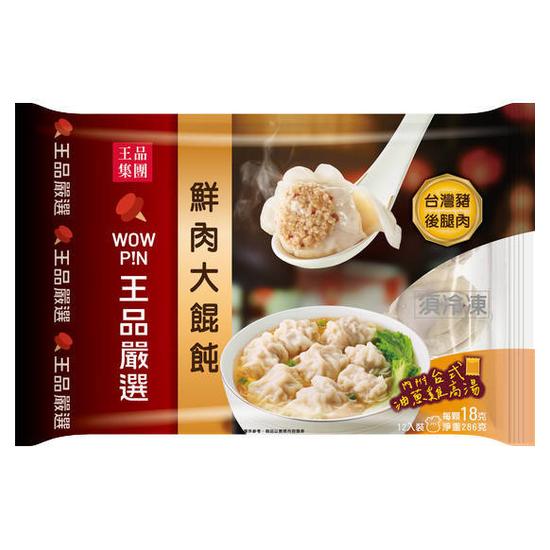 王品嚴選
王品嚴選
王品嚴選
王品
集團
WOW
P!N
王品嚴選
鮮肉大餛飩
台灣豬
後腿肉
須冷凍
內附台式
油蔥雞高湯
12入裝
每顆18克
淨重286克